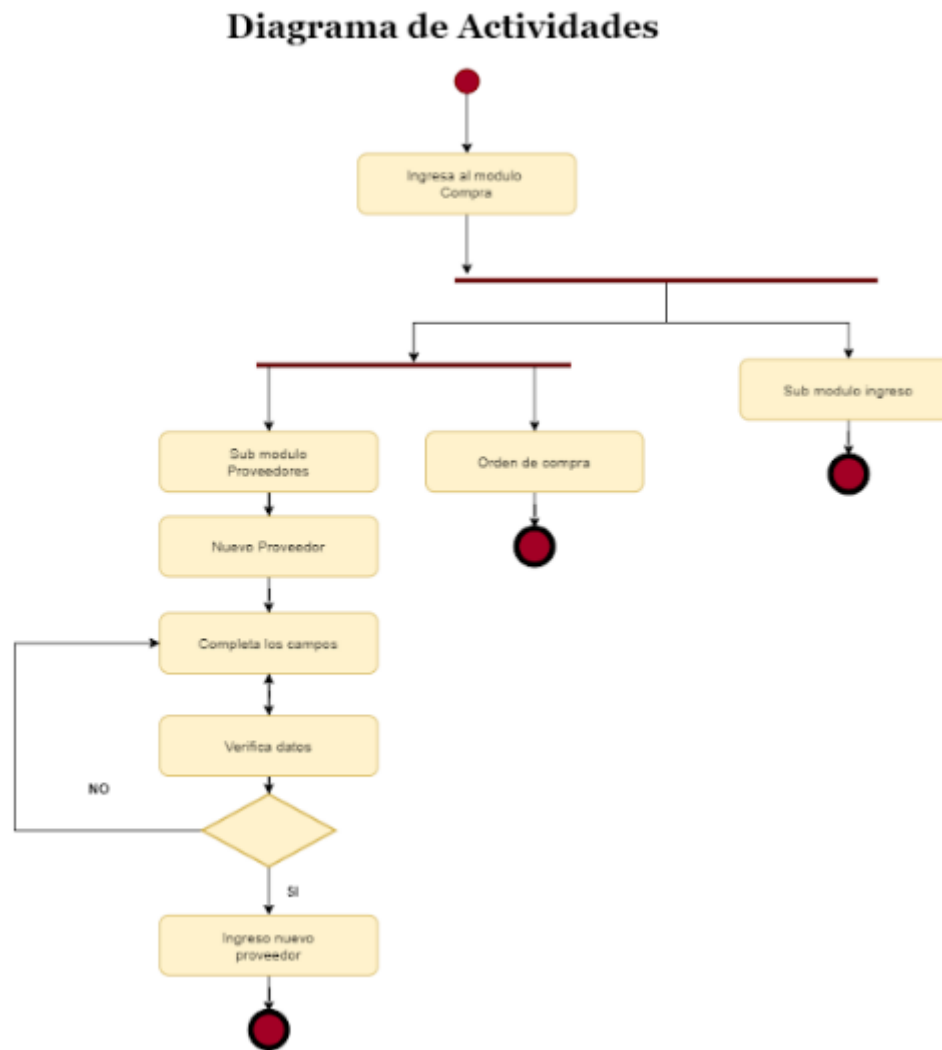 Diagrama de Actividades
Ingresa al modulo
Compra
Sub modulo ingreso
Sub modulo
Proveedores
Orden de compra
Nuevo Proveedor
Completa los campos
Verifica datos
NO
SI
Ingreso nuevo
proveedor